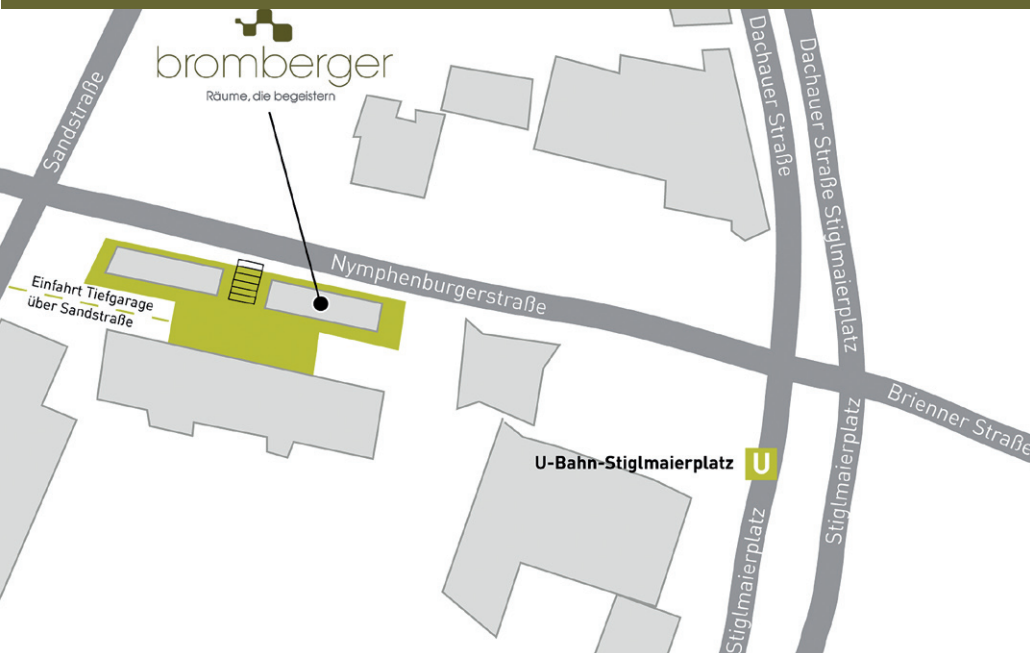 bromberger
Räume, die begeistern
Sandstraße
Dachauer Straße
Dachauer Straße Stiglmaierplatz
Nymphenburgerstraße
Einfahrt Tiefgarage
über Sandstraße
Brienner Straße
U-Bahn-Stiglmaierplatz U
Stiglmaierplatz
Stiglmaierplatz